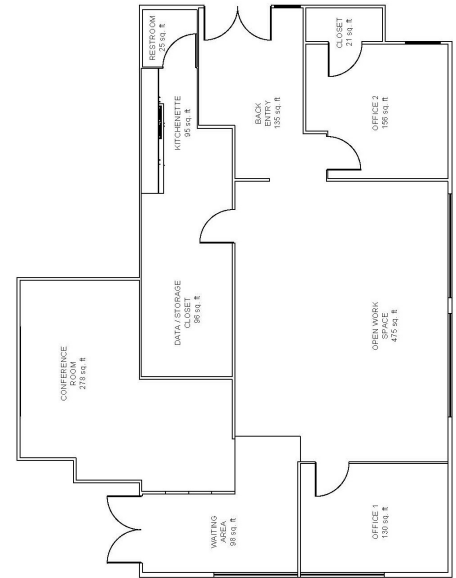 RESTROOM
25 sq. ft
KITCHENETTE
95 sq. ft
BACK
ENTRY
135 sq. ft
CLOSET
21 sq. ft
OFFICE 2
156 sq. ft
DATA / STORAGE
CLOSET
96 sq. ft
OPEN WORK
SPACE
475 sq. ft
CONFERENCE
ROOM
278 sq. ft
WAITING
AREA
98 sq. ft
OFFICE 1
130 sq. ft